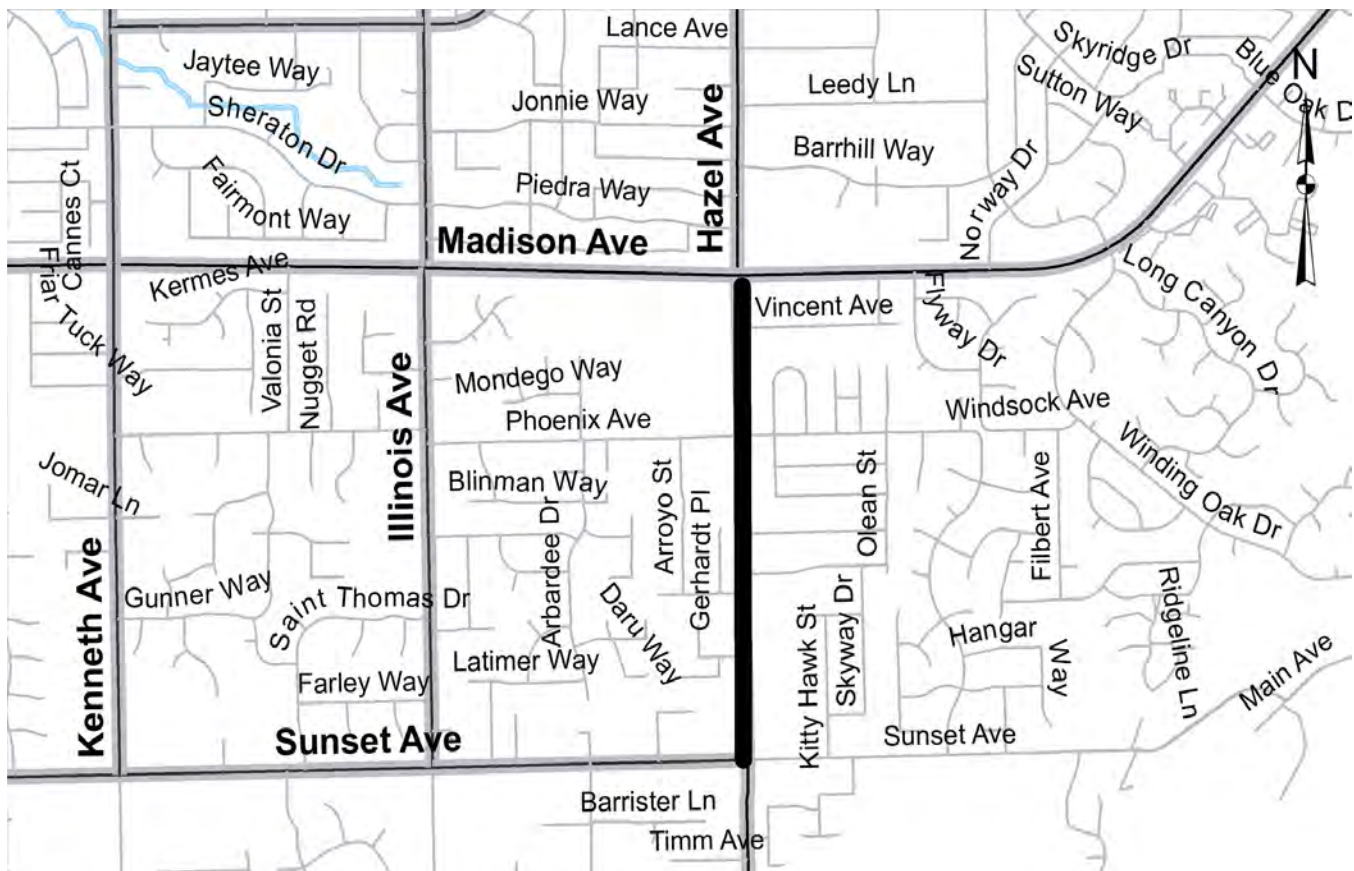 Lance Ave
Skyridge Dr
Blue Oak D
N
Jaytee Way
Sutton Way
Leedy Ln
Jonnie Way
Sheraton Dr
Hazel Ave
Barrhill Way
Cannes Ct
Fairmont Way
Piedra Way
Norway Dr
Madison Ave
Friar Tuck Way
Kermes Ave
Long Canyon Dr
Flyway Dr
Vincent Ave
Valonia St
Nugget Rd
Illinois Ave
Mondego Way
Windsock Ave
Phoenix Ave
Winding Oak Dr
Jomar Ln
Blinman Way
Arroyo St
Gerhardt Pl
Olean St
Filbert Ave
Arbardee Dr
Kenneth Ave
Gunner Way
Saint Thomas Dr
Daru Way
Ridgeline Ln
Kitty Hawk St
Skyway Dr
Hangar
Way
Latimer Way
Farley Way
Main Ave
Sunset Ave
Sunset Ave
Barrister Ln
Timm Ave